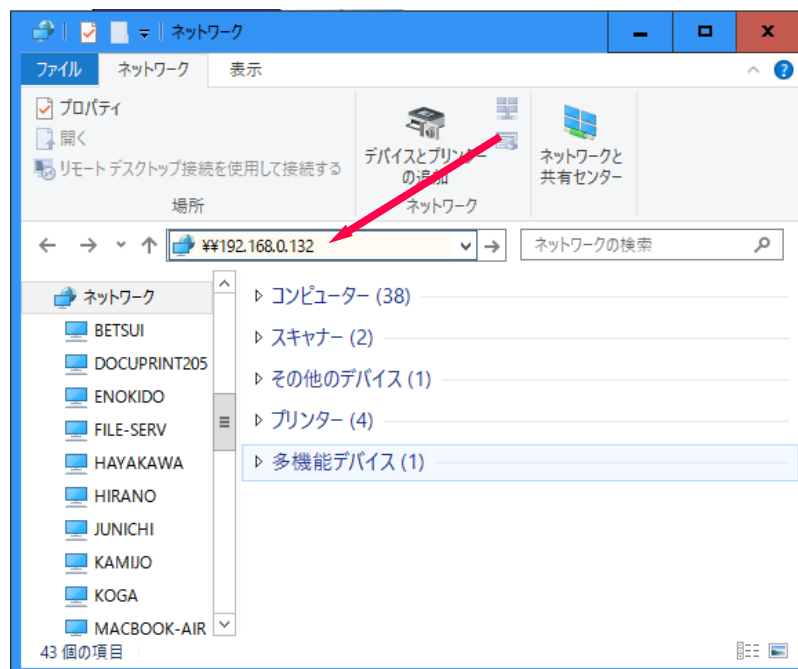 ネットワーク
ファイル ネットワーク 表示
プロパティ
開く
リモート デスクトップ接続を使用して接続する
場所
デバイスとプリンター
の追加
ネットワーク
ネットワークと
共有センター
¥¥192.168.0.132
ネットワークの検索
ネットワーク
BETSUI
DOCUPRINT205
ENOKIDO
FILE-SERV
HAYAKAWA
HIRANO
JUNICHI
KAMIJO
KOGA
MACBOOK-AIR
コンピューター (38)
スキャナー (2)
その他のデバイス (1)
プリンター (4)
多機能デバイス (1)
43 個の項目